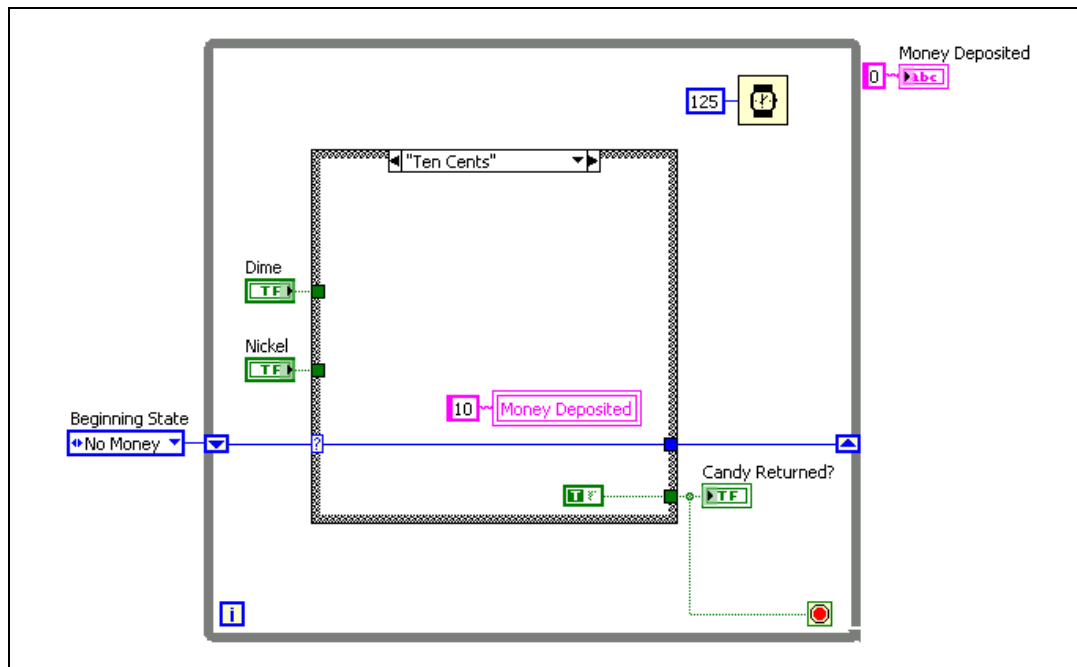 Money Deposited
0 abc
125
"Ten Cents"
Dime
TF
Nickel
TF
10 Money Deposited
Beginning State
No Money
?
Candy Returned?
T TF
i